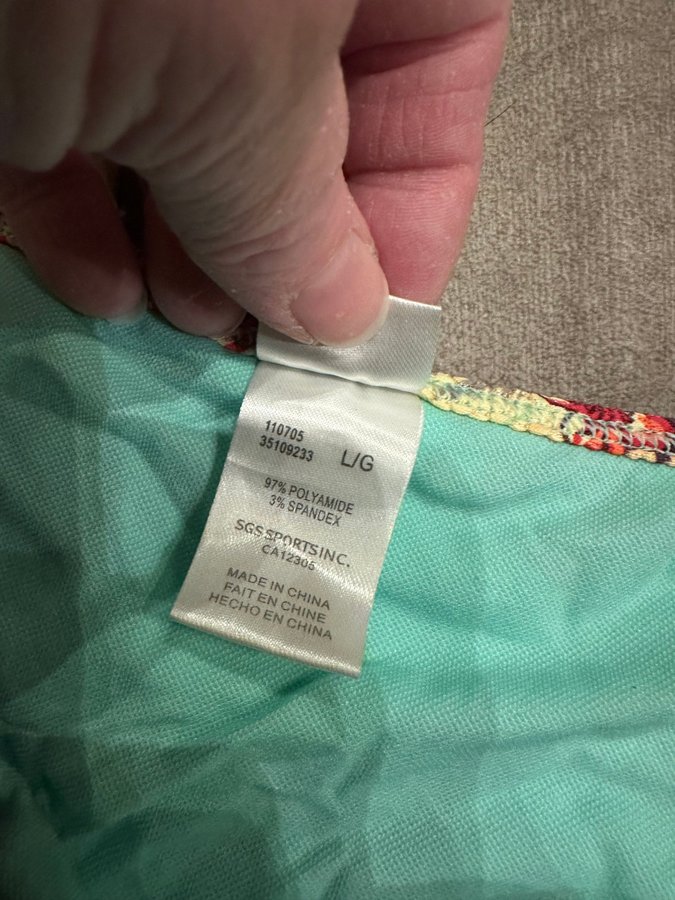 110705
35109233
L/G
97% POLYAMIDE
3% SPANDEX
SGS SPORTS INC.
CA12305
MADE IN CHINA
FAIT EN CHINE
HECHO EN CHINA